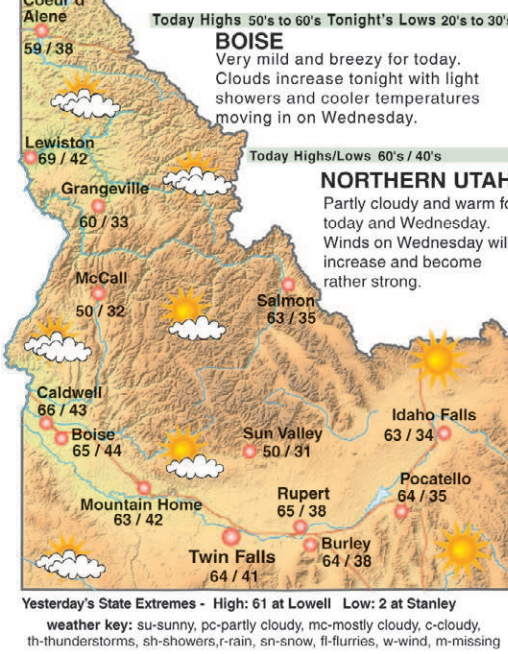 Coeur d'
Alene
59 / 38
Today Highs 50's to 60's Tonight's Lows 20's to 30's
BOISE
Very mild and breezy for today.
Clouds increase tonight with light
showers and cooler temperatures
moving in on Wednesday.
Lewiston
69 / 42
Today Highs/Lows 60's / 40's
Grangeville
60 / 33
NORTHERN UTAH
Partly cloudy and warm fo
today and Wednesday.
Winds on Wednesday wil
increase and become
rather strong.
McCall
50 / 32
Salmon
63 / 35
Caldwell
66 / 43
Boise
65 / 44
Sun Valley
50 / 31
Idaho Falls
63 / 34
Mountain Home
63 / 42
Rupert
65 / 38
Pocatello
64 / 35
Twin Falls
64 / 41
Burley
64 / 38
Yesterday's State Extremes - High: 61 at Lowell Low: 2 at Stanley
weather key: su-sunny, pc-partly cloudy, mc-mostly cloudy, c-cloudy,
th-thunderstorms, sh-showers,r-rain, sn-snow, fl-flurries, w-wind, m-missing